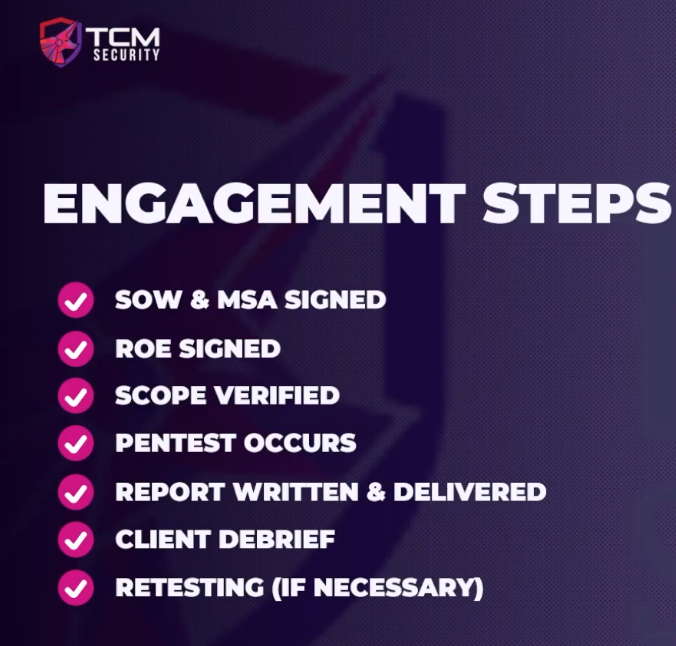 TCM
SECURITY
ENGAGEMENT STEPS
SOW & MSA SIGNED
ROE SIGNED
SCOPE VERIFIED
PENTEST OCCURS
REPORT WRITTEN & DELIVERED
CLIENT DEBRIEF
RETESTING (IF NECESSARY)